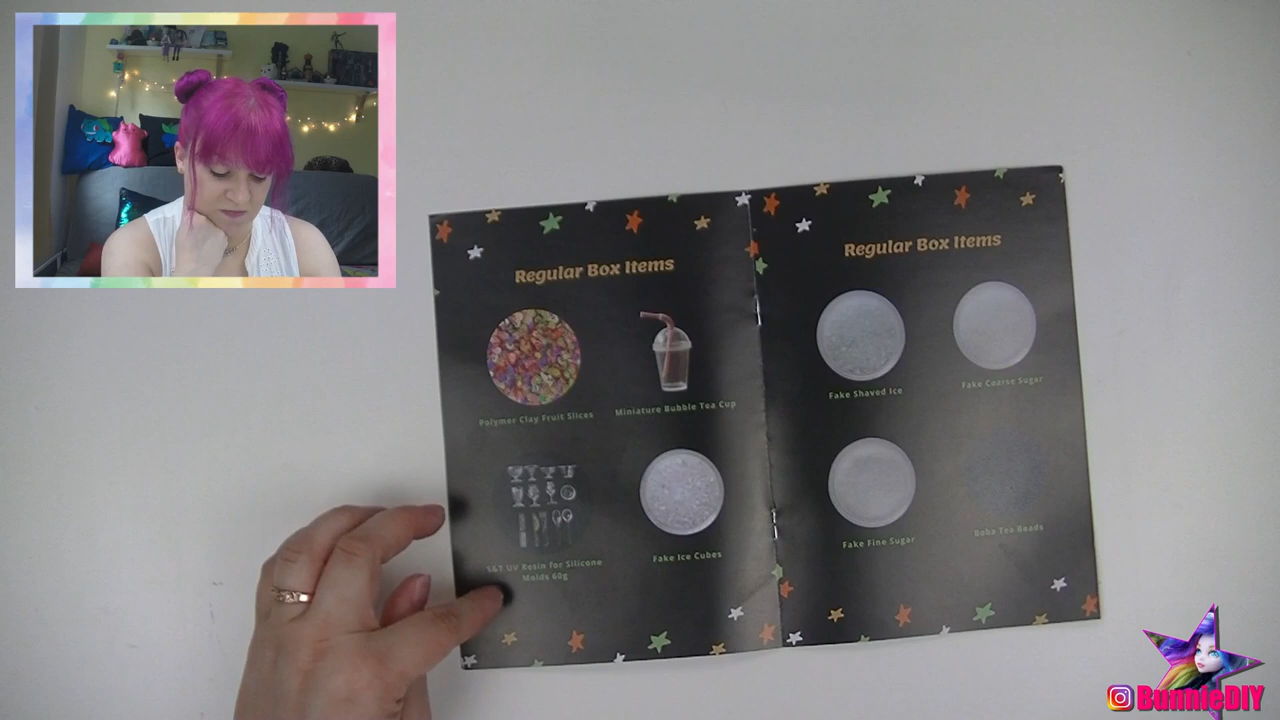 Regular Box Items
Polymer Clay Fruit Slices
Miniature Bubble Tea Cup
S&T UV Resin for Silicone
Molds 60g
Fake Ice Cubes
Regular Box Items
Fake Shaved Ice
Fake Coarse Sugar
Fake Fine Sugar
Boba Tea Beads
BunnieDIY